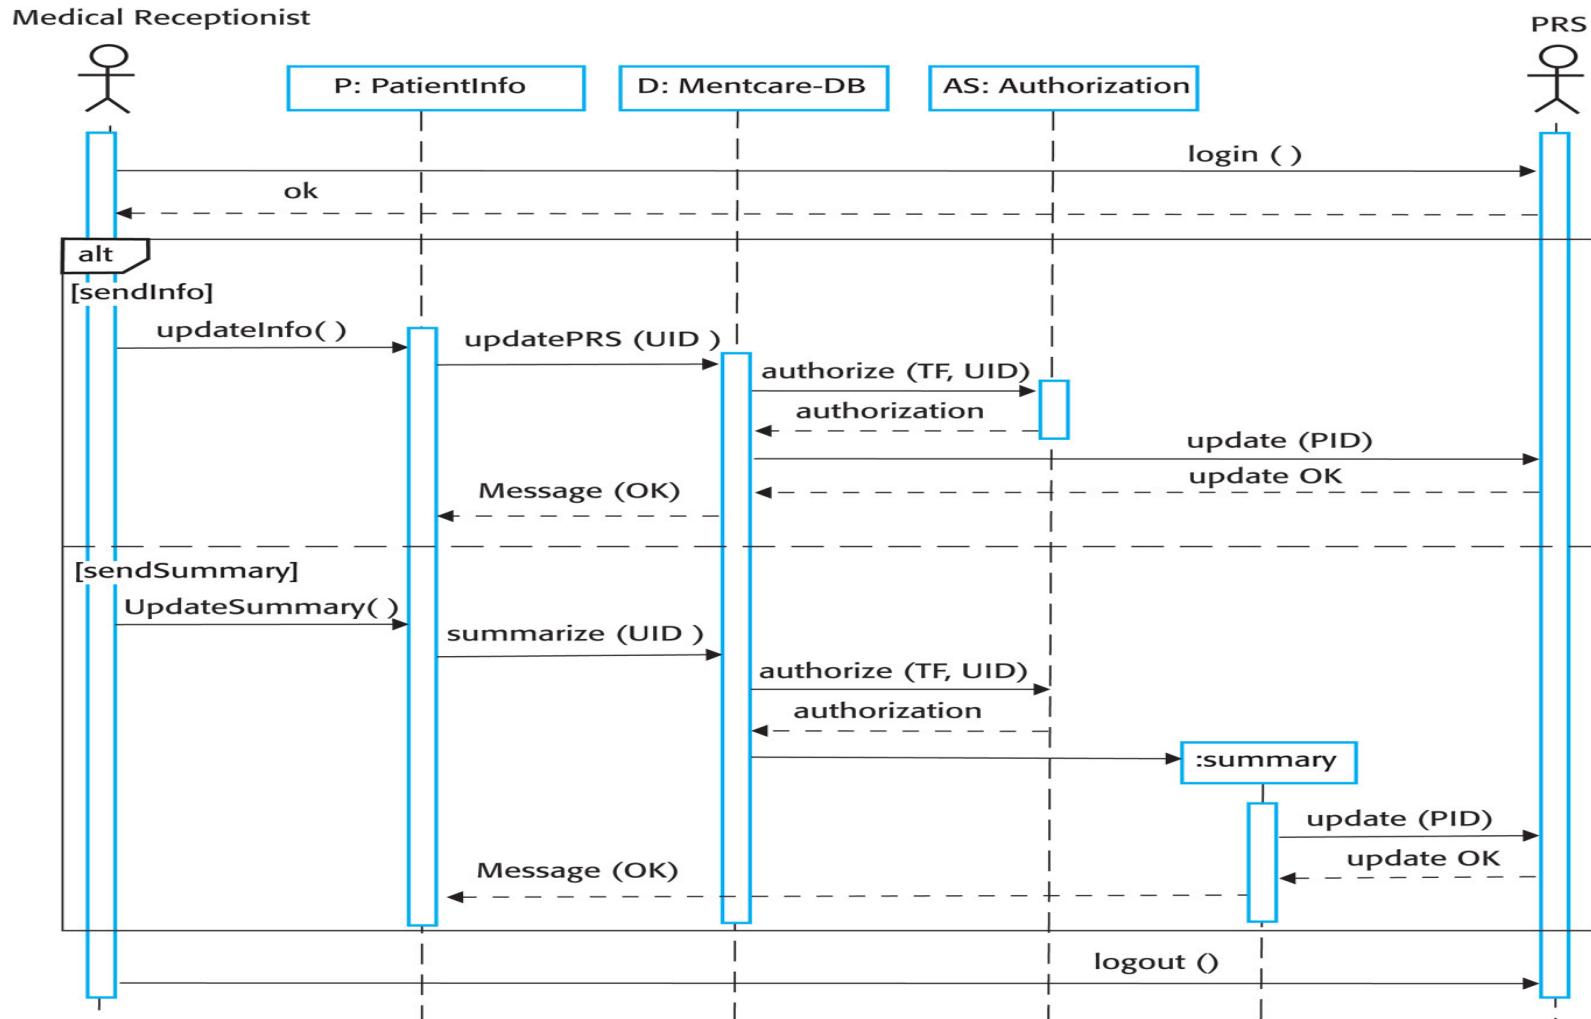 Medical Receptionist
PRS
P: PatientInfo
D: Mentcare-DB
AS: Authorization
login ( )
ok
alt
[sendInfo]
updateInfo( )
updatePRS (UID )
authorize (TF, UID)
authorization
update (PID)
update OK
Message (OK)
[sendSummary]
UpdateSummary( )
summarize (UID )
authorize (TF, UID)
authorization
:summary
update (PID)
update OK
Message (OK)
logout ()